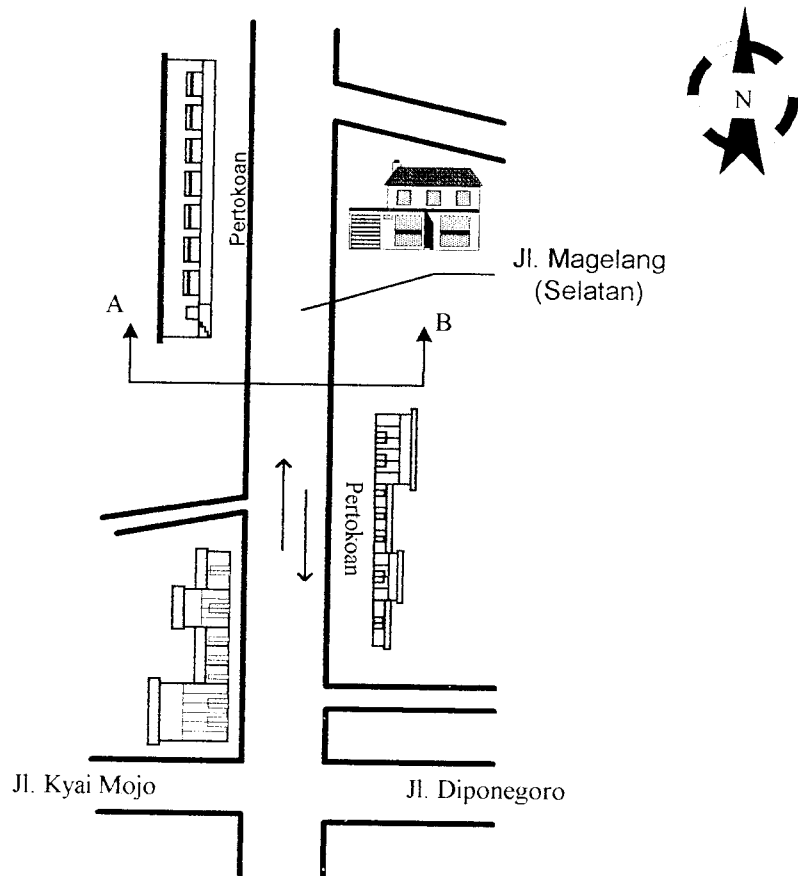 N
Pertokoan
Jl. Magelang
(Selatan)
A
B
Pertokoan
Jl. Kyai Mojo
Jl. Diponegoro